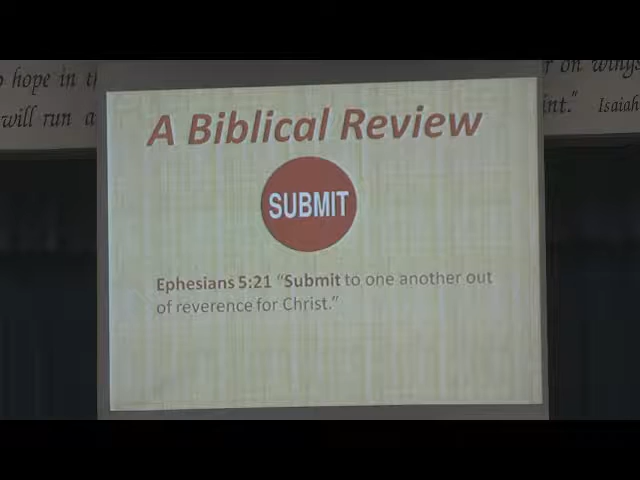 hope in
or on wings
will run
int." Isaiah
A Biblical Review
SUBMIT
Ephesians 5:21 “Submit to one another out
of reverence for Christ.”